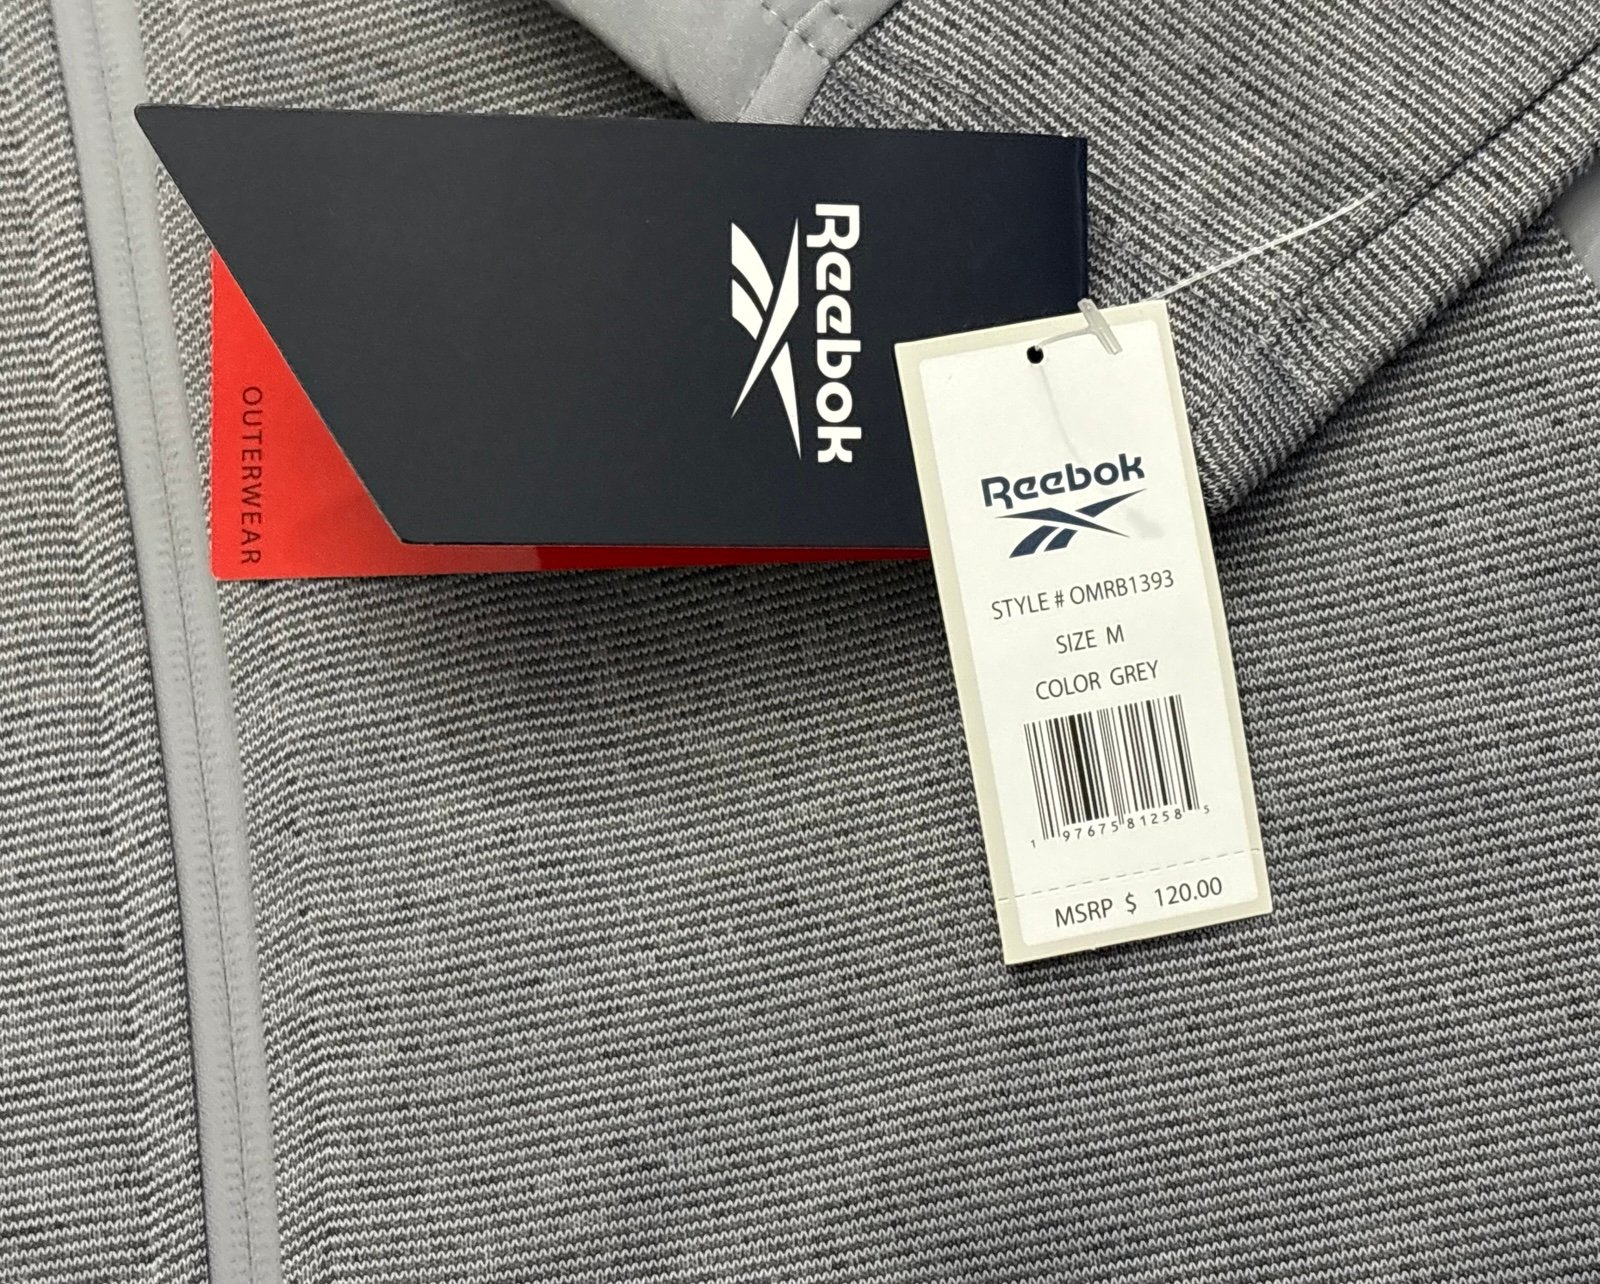 Reebok
OUTERWEAR
Reebok
STYLE # OMRB1393
SIZE M
COLOR GREY
1 97675 81258 5
MSRP $ 120.00